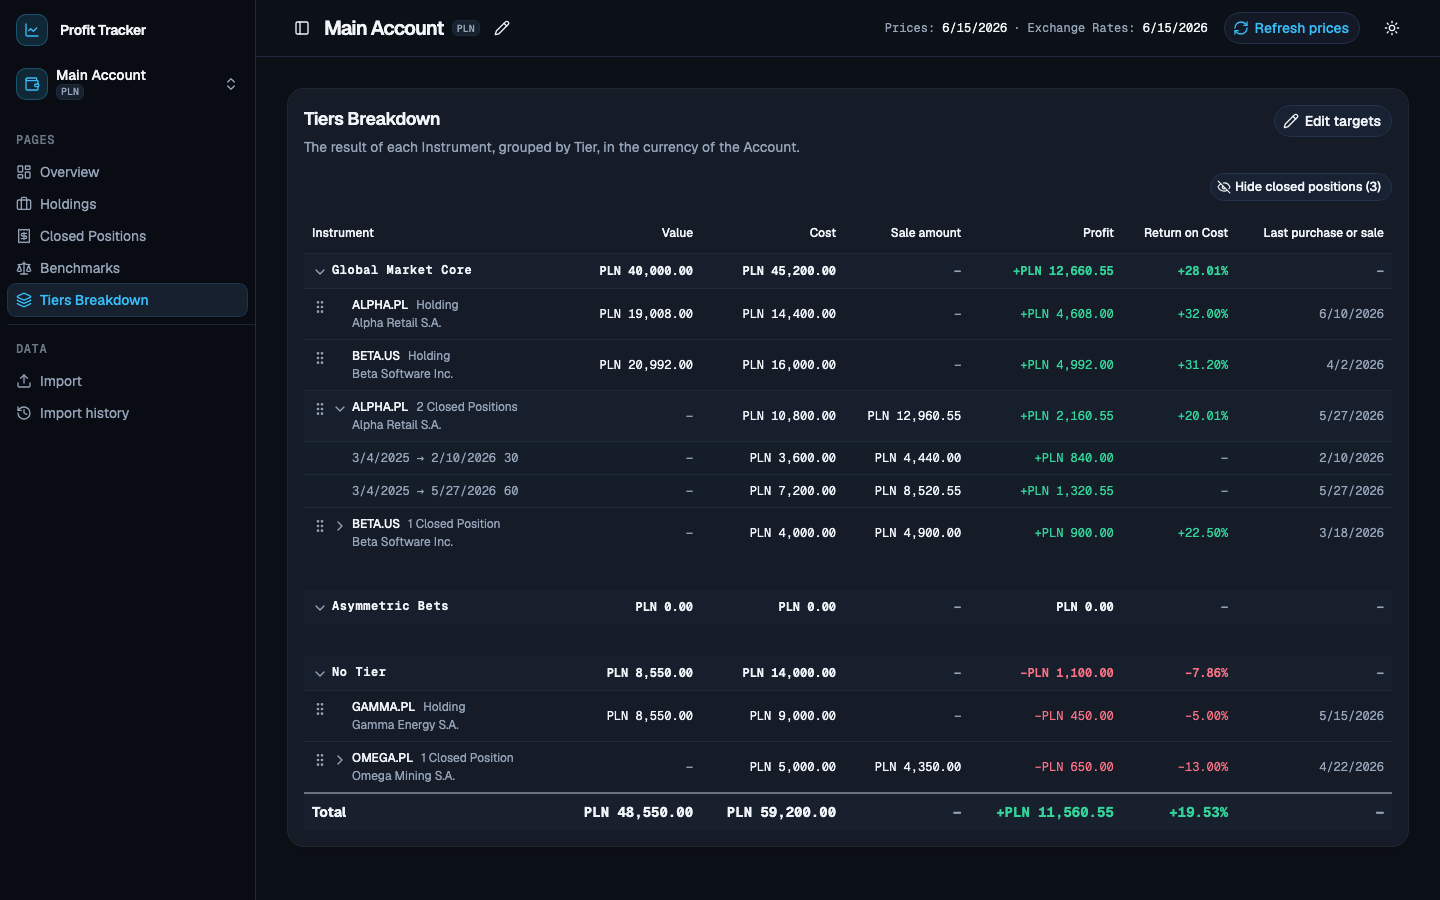 Profit Tracker
Main Account
PLN
PAGES
Overview
Holdings
Closed Positions
Benchmarks
Tiers Breakdown
DATA
Import
Import history
Main Account PLN
Prices: 6/15/2026 · Exchange Rates: 6/15/2026
Refresh prices
Tiers Breakdown
Edit targets
The result of each Instrument, grouped by Tier, in the currency of the Account.
Hide closed positions (3)
Instrument Value Cost Sale amount Profit Return on Cost Last purchase or sale
Global Market Core PLN 40,000.00 PLN 45,200.00 — +PLN 12,660.55 +28.01% —
ALPHA.PL Holding
Alpha Retail S.A.
PLN 19,008.00 PLN 14,400.00 — +PLN 4,608.00 +32.00% 6/10/2026
BETA.US Holding
Beta Software Inc.
PLN 20,992.00 PLN 16,000.00 — +PLN 4,992.00 +31.20% 4/2/2026
ALPHA.PL 2 Closed Positions
Alpha Retail S.A.
— PLN 10,800.00 PLN 12,960.55 +PLN 2,160.55 +20.01% 5/27/2026
3/4/2025 → 2/10/2026 30 — PLN 3,600.00 PLN 4,440.00 +PLN 840.00 — 2/10/2026
3/4/2025 → 5/27/2026 60 — PLN 7,200.00 PLN 8,520.55 +PLN 1,320.55 — 5/27/2026
BETA.US 1 Closed Position
Beta Software Inc.
— PLN 4,000.00 PLN 4,900.00 +PLN 900.00 +22.50% 3/18/2026
Asymmetric Bets PLN 0.00 PLN 0.00 — PLN 0.00 — —
No Tier PLN 8,550.00 PLN 14,000.00 — −PLN 1,100.00 −7.86% —
GAMMA.PL Holding
Gamma Energy S.A.
PLN 8,550.00 PLN 9,000.00 — −PLN 450.00 −5.00% 5/15/2026
OMEGA.PL 1 Closed Position
Omega Mining S.A.
— PLN 5,000.00 PLN 4,350.00 −PLN 650.00 −13.00% 4/22/2026
Total PLN 48,550.00 PLN 59,200.00 — +PLN 11,560.55 +19.53% —